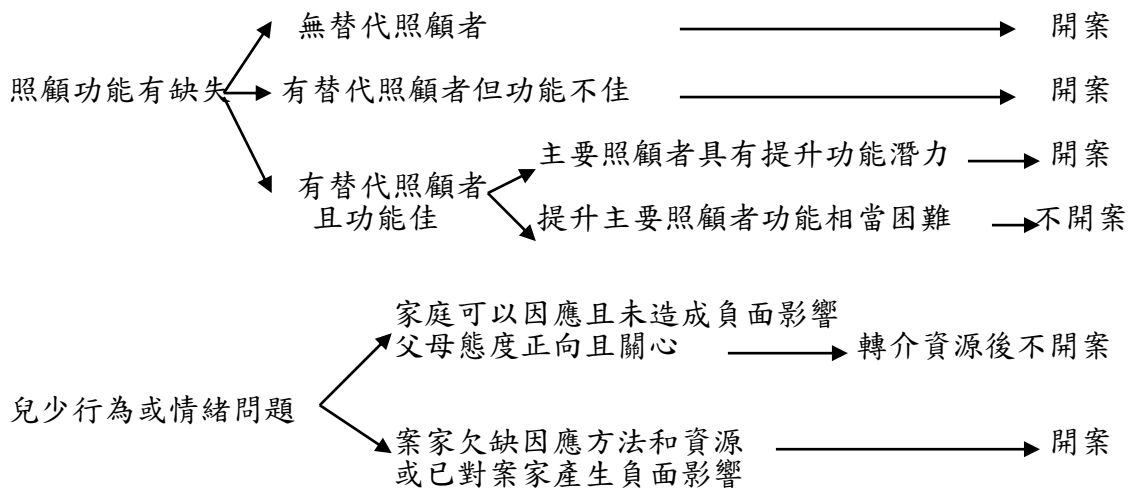 無替代照顧者 開案
照顧功能有缺失 有替代照顧者但功能不佳 開案
主要照顧者具有提升功能潛力 開案
有替代照顧者
且功能佳 提升主要照顧者功能相當困難 不開案
家庭可以因應且未造成負面影響
父母態度正向且關心 轉介資源後不開案
兒少行為或情緒問題
案家欠缺因應方法和資源 開案
或已對案家產生負面影響